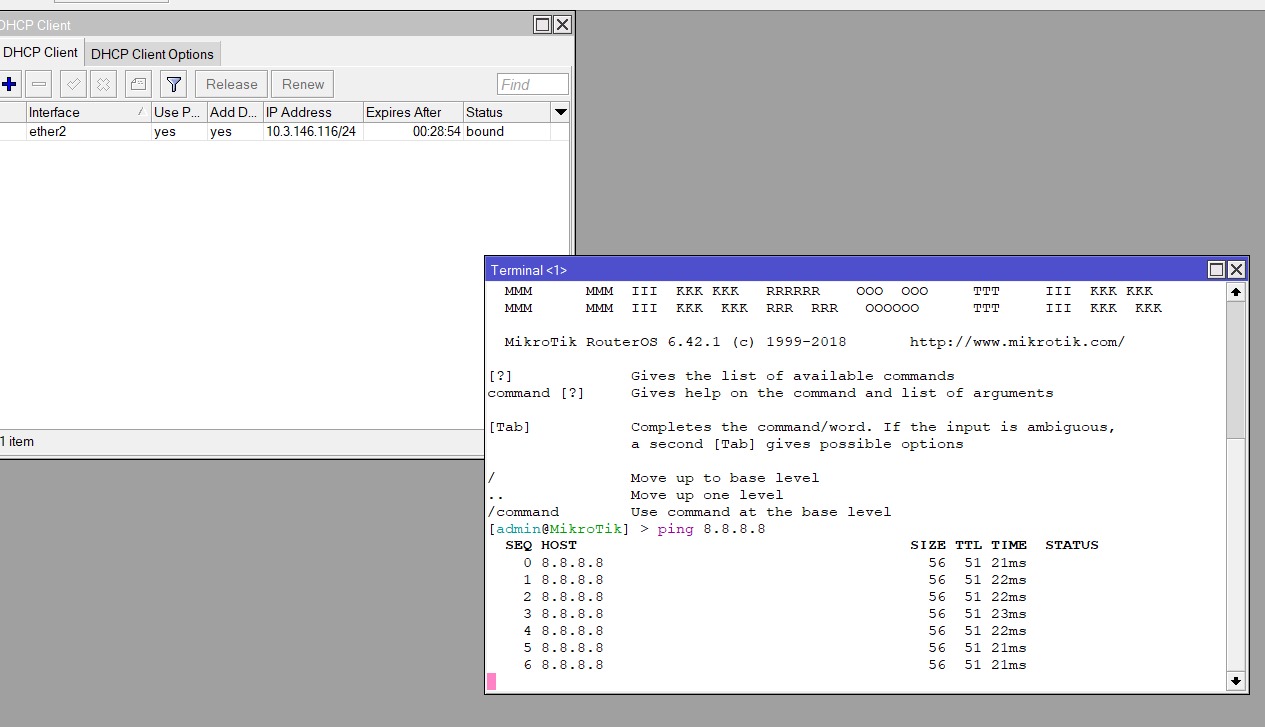 DHCP Client
DHCP Client DHCP Client Options
Release Renew Find
Interface Use P... Add D... IP Address Expires After Status
ether2 yes yes 10.3.146.116/24 00:28:54 bound
1 item
Terminal <1>
MMM MMM III KKK KKK RRRRRR OOO OOO TTT III KKK KKK
MMM MMM III KKK KKK RRR RRR OOOOOO TTT III KKK KKK
MikroTik RouterOS 6.42.1 (c) 1999-2018 http://www.mikrotik.com/
[?] Gives the list of available commands
command [?] Gives help on the command and list of arguments
[Tab] Completes the command/word. If the input is ambiguous,
a second [Tab] gives possible options
/ Move up to base level
.. Move up one level
/command Use command at the base level
[admin@MikroTik] > ping 8.8.8.8
SEQ HOST SIZE TTL TIME STATUS
0 8.8.8.8 56 51 21ms
1 8.8.8.8 56 51 22ms
2 8.8.8.8 56 51 22ms
3 8.8.8.8 56 51 23ms
4 8.8.8.8 56 51 22ms
5 8.8.8.8 56 51 21ms
6 8.8.8.8 56 51 21ms